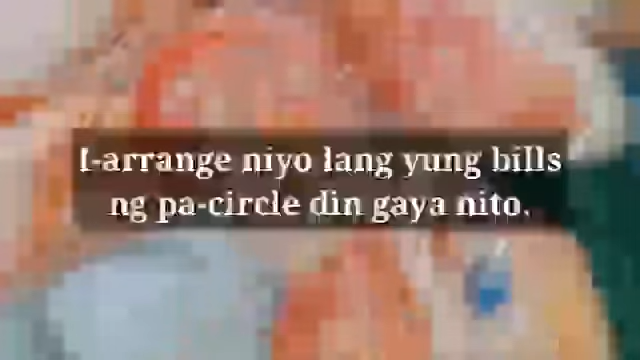 I-arrange niyo lang yung bills
ng pa-circle din gaya nito.